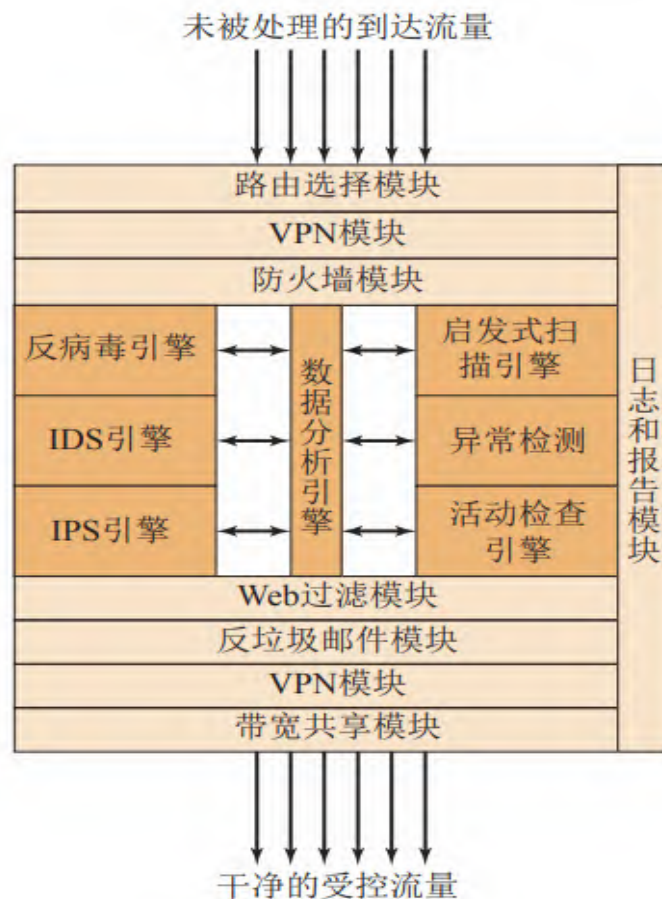 未被处理的到达流量
路由选择模块
VPN模块
防火墙模块
反病毒引擎
IDS引擎
IPS引擎
数据分析引擎
启发式扫
描引擎
异常检测
活动检查
引擎
Web过滤模块
反垃圾邮件模块
VPN模块
带宽共享模块
日志和报告模块
干净的受控流量